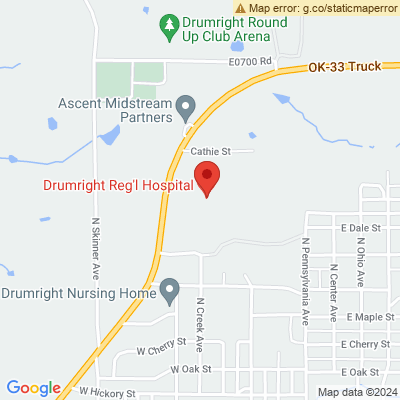 Map error: g.co/staticmaperror
Drumright Round
Up Club Arena
E0700 Rd
OK-33 Truck
Ascent Midstream
Partners
Cathie St
Drumright Reg'l Hospital
N Skinner Ave
E Dale St
N Pennsylvania Ave
N Center Ave
N Ohio Ave
Drumright Nursing Home
N Creek Ave
E Maple St
W Cherry St
E Cherry St
W Oak St
E Oak St
W Hickory St
Google
Map data ©2024